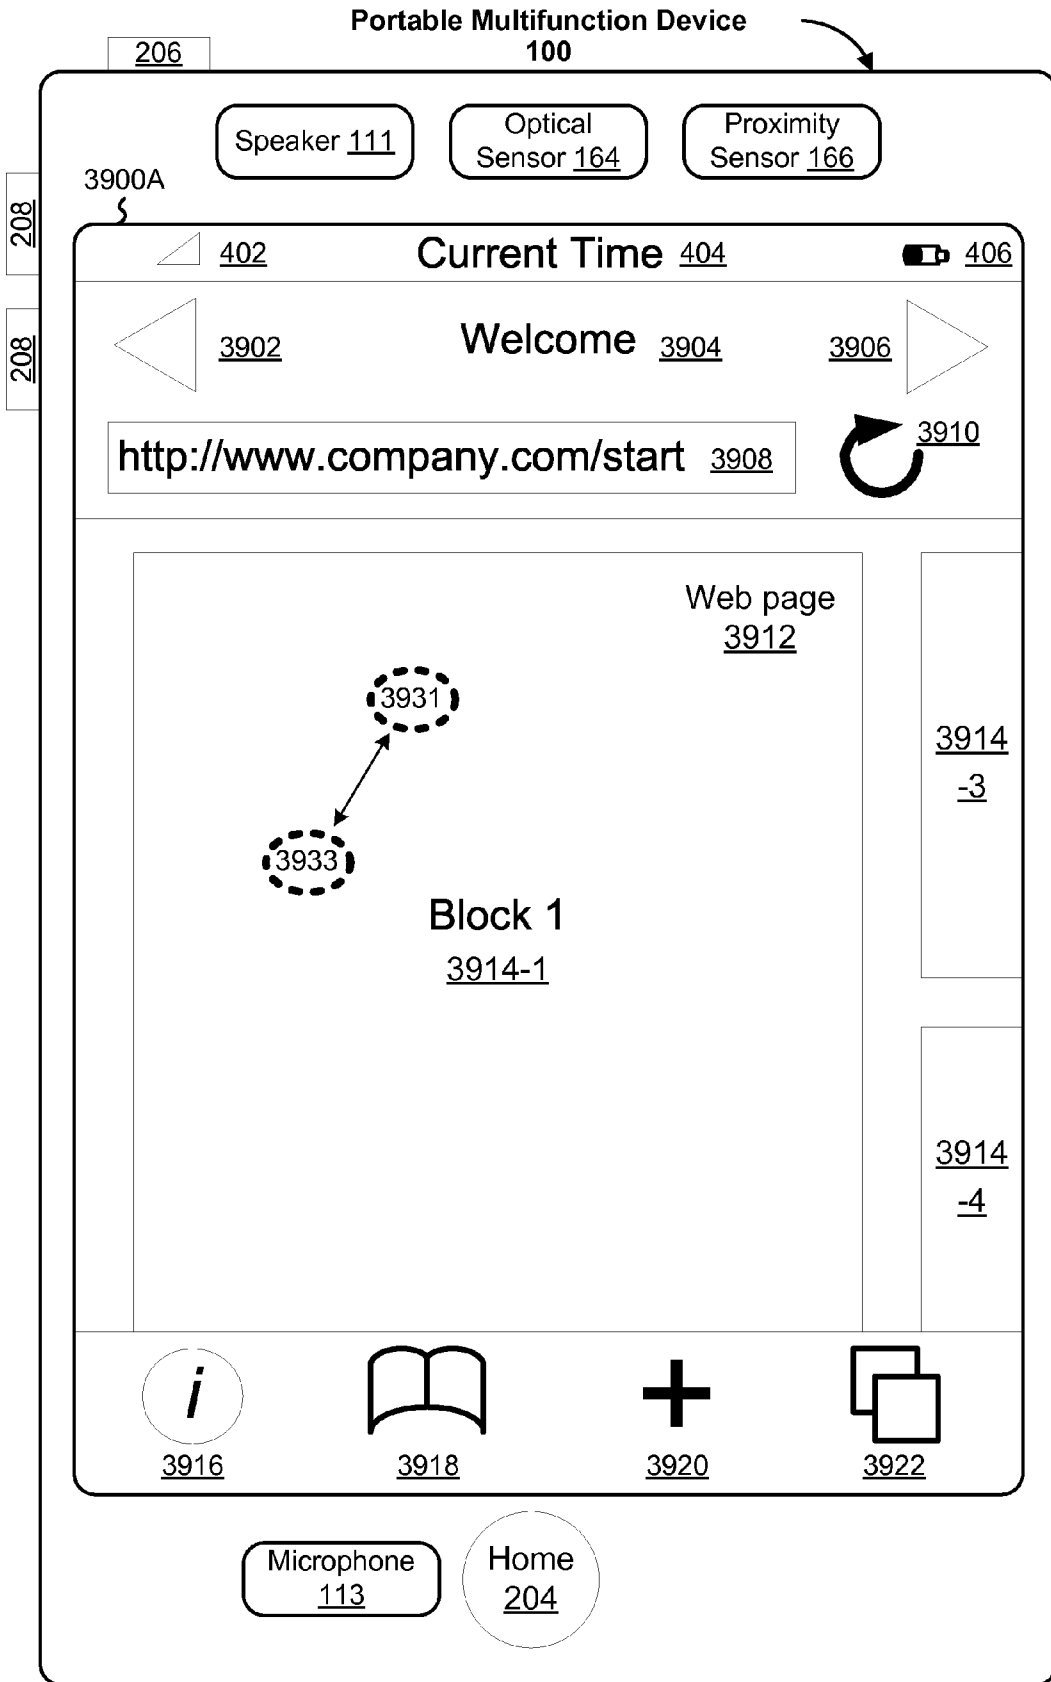 Portable Multifunction Device
100
206
Speaker 111
Optical
Sensor 164
Proximity
Sensor 166
3900A
208
208
402
Current Time 404
406
3902
Welcome 3904
3906
http://www.company.com/start 3908
3910
Web page
3912
3931
3933
Block 1
3914-1
3914
-3
3914
-4
i
3916
3918
3920
3922
Microphone
113
Home
204